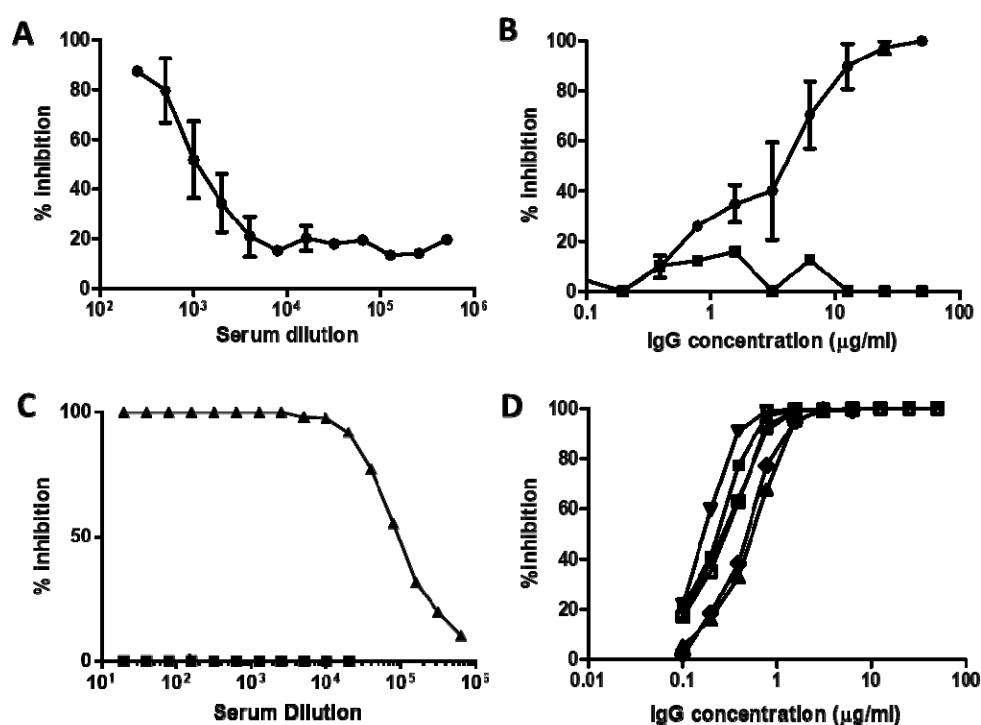 A
% inhibition
100
80
60
40
20
0
10² 10³ 10⁴ 10⁵ 10⁶
Serum dilution
B
% inhibition
100
80
60
40
20
0
0.1 1 10 100
IgG concentration (μg/ml)
C
% inhibition
100
50
0
10¹ 10² 10³ 10⁴ 10⁵ 10⁶
Serum Dilution
D
%inhibition
100
80
60
40
20
0
0.01 0.1 1 10 100
IgG concentration (μg/ml)